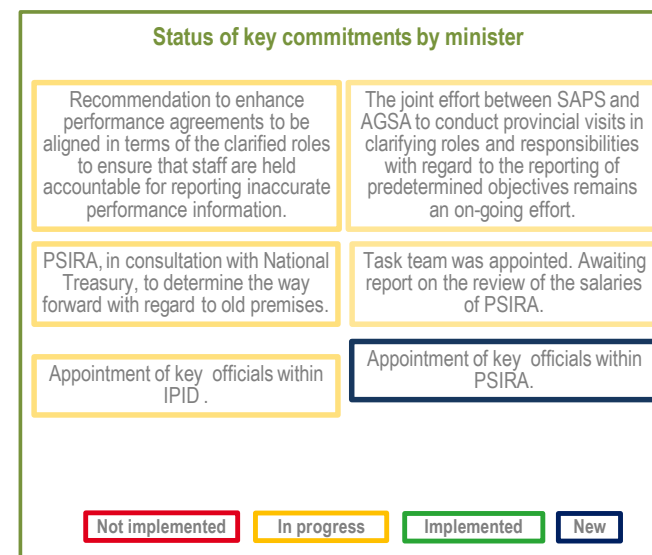 Status of key commitments by minister
Recommendation to enhance
performance agreements to be
aligned in terms of the clarified roles
to ensure that staff are held
accountable for reporting inaccurate
performance information.
The joint effort between SAPS and
AGSA to conduct provincial visits in
clarifying roles and responsibilities
with regard to the reporting of
predetermined objectives remains
an on-going effort.
PSIRA, in consultation with National
Treasury, to determine the way
forward with regard to old premises.
Task team was appointed. Awaiting
report on the review of the salaries
of PSIRA.
Appointment of key officials within
IPID .
Appointment of key officials within
PSIRA.
Not implemented
In progress
Implemented
New